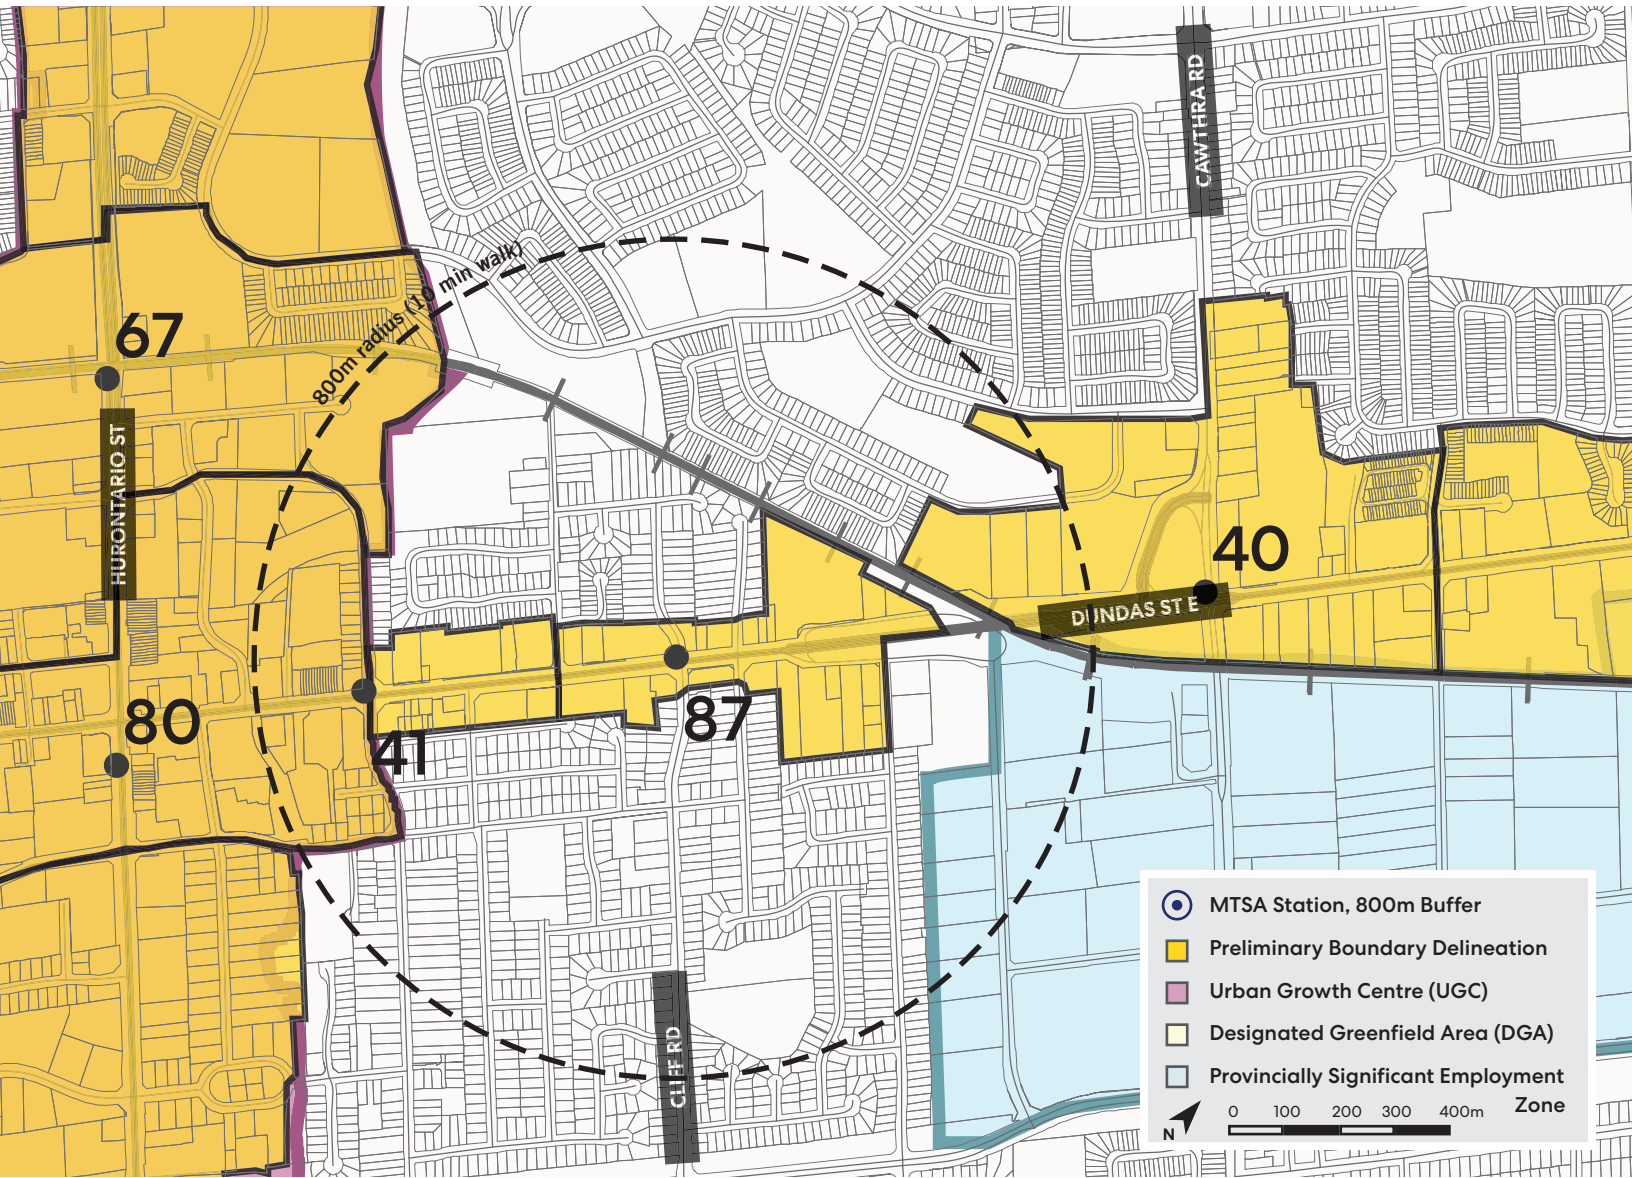 CAWTHRA RD
800m radius (10 min walk)
67
HURONTARIO ST
40
DUNDAS ST E
80
41
87
CLIFF RD
MTSA Station, 800m Buffer
Preliminary Boundary Delineation
Urban Growth Centre (UGC)
Designated Greenfield Area (DGA)
Provincially Significant Employment
Zone
N
0 100 200 300 400m